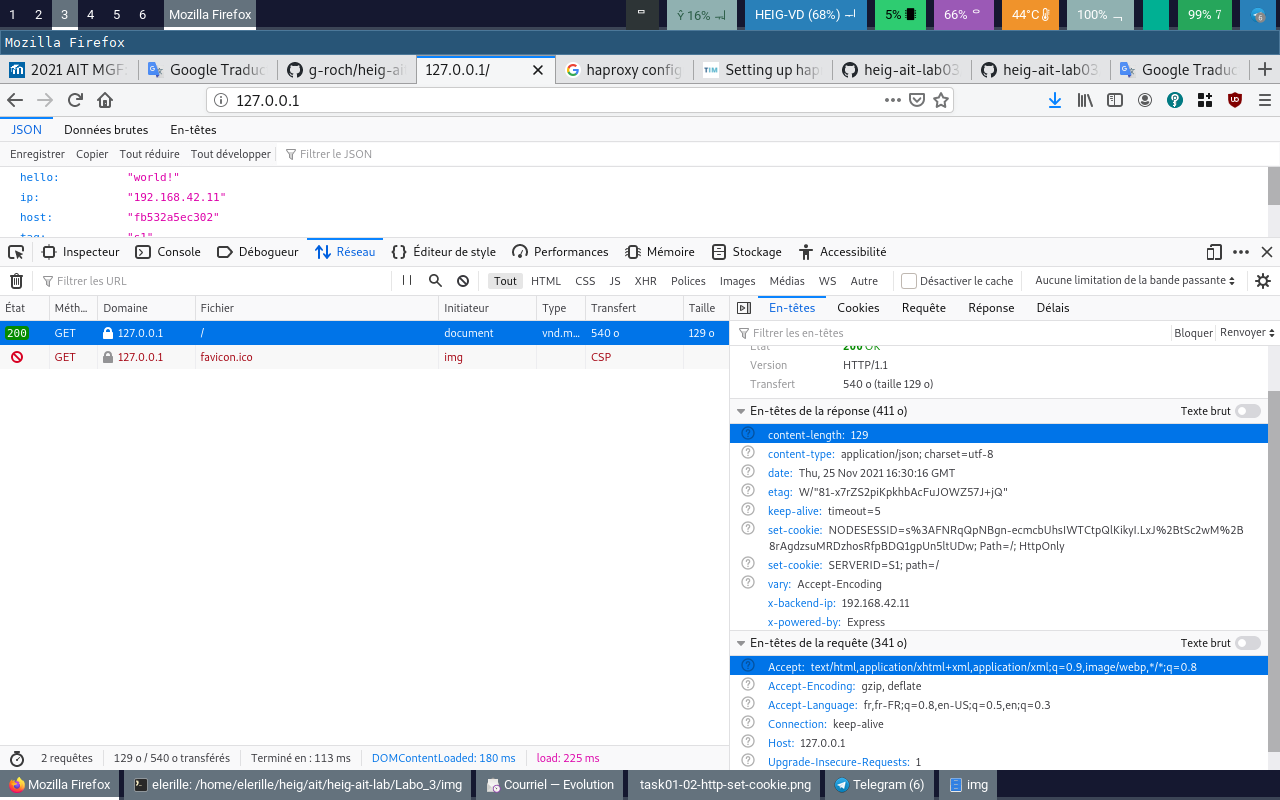 1 2 3 4 5 6 Mozilla Firefox 16% HEIG-VD (68%) 5% 66% 44°C 100% 99%
Mozilla Firefox
2021 AIT MGF: Google Traduc g-roch/heig-ai 127.0.0.1/ haproxy config TIM Setting up hap heig-ait-lab03 heig-ait-lab03 Google Traduc
127.0.0.1
JSON Données brutes En-têtes
Enregistrer Copier Tout réduire Tout développer Filtrer le JSON
hello: "world!"
ip: "192.168.42.11"
host: "fb532a5ec302"
tag: "s1"
Inspecteur Console Débogueur Réseau Éditeur de style Performances Mémoire Stockage Accessibilité
Filtrer les URL Tout HTML CSS JS XHR Polices Images Médias WS Autre Désactiver le cache Aucune limitation de la bande passante
État Méth... Domaine Fichier Initiateur Type Transfert Taille
200 GET 127.0.0.1 / document vnd.m... 540 o 129 o
GET 127.0.0.1 favicon.ico img CSP
En-têtes Cookies Requête Réponse Délais
Filtrer les en-têtes Bloquer Renvoyer
État 200 OK
Version HTTP/1.1
Transfert 540 o (taille 129 o)
En-têtes de la réponse (411 o) Texte brut
content-length: 129
content-type: application/json; charset=utf-8
date: Thu, 25 Nov 2021 16:30:16 GMT
etag: W/"81-x7rZS2piKpkhbAcFuJOWZ57J+jQ"
keep-alive: timeout=5
set-cookie: NODESESSID=s%3AFNRqQpNBgn-ecmcbUhsIWTCtpQlKikyI.LxJ%2BtSc2wM%2B
8rAgdzsuMRDzhosRfpBDQ1gpUn5ltUDw; Path=/; HttpOnly
set-cookie: SERVERID=S1; path=/
vary: Accept-Encoding
x-backend-ip: 192.168.42.11
x-powered-by: Express
En-têtes de la requête (341 o) Texte brut
Accept: text/html,application/xhtml+xml,application/xml;q=0.9,image/webp,*/*;q=0.8
Accept-Encoding: gzip, deflate
Accept-Language: fr,fr-FR;q=0.8,en-US;q=0.5,en;q=0.3
Connection: keep-alive
Host: 127.0.0.1
Upgrade-Insecure-Requests: 1
2 requêtes 129 o / 540 o transférés Terminé en : 113 ms DOMContentLoaded: 180 ms load: 225 ms
Mozilla Firefox elerille: /home/elerille/heig/ait/heig-ait-lab/Labo_3/img Courriel — Evolution task01-02-http-set-cookie.png Telegram (6) img